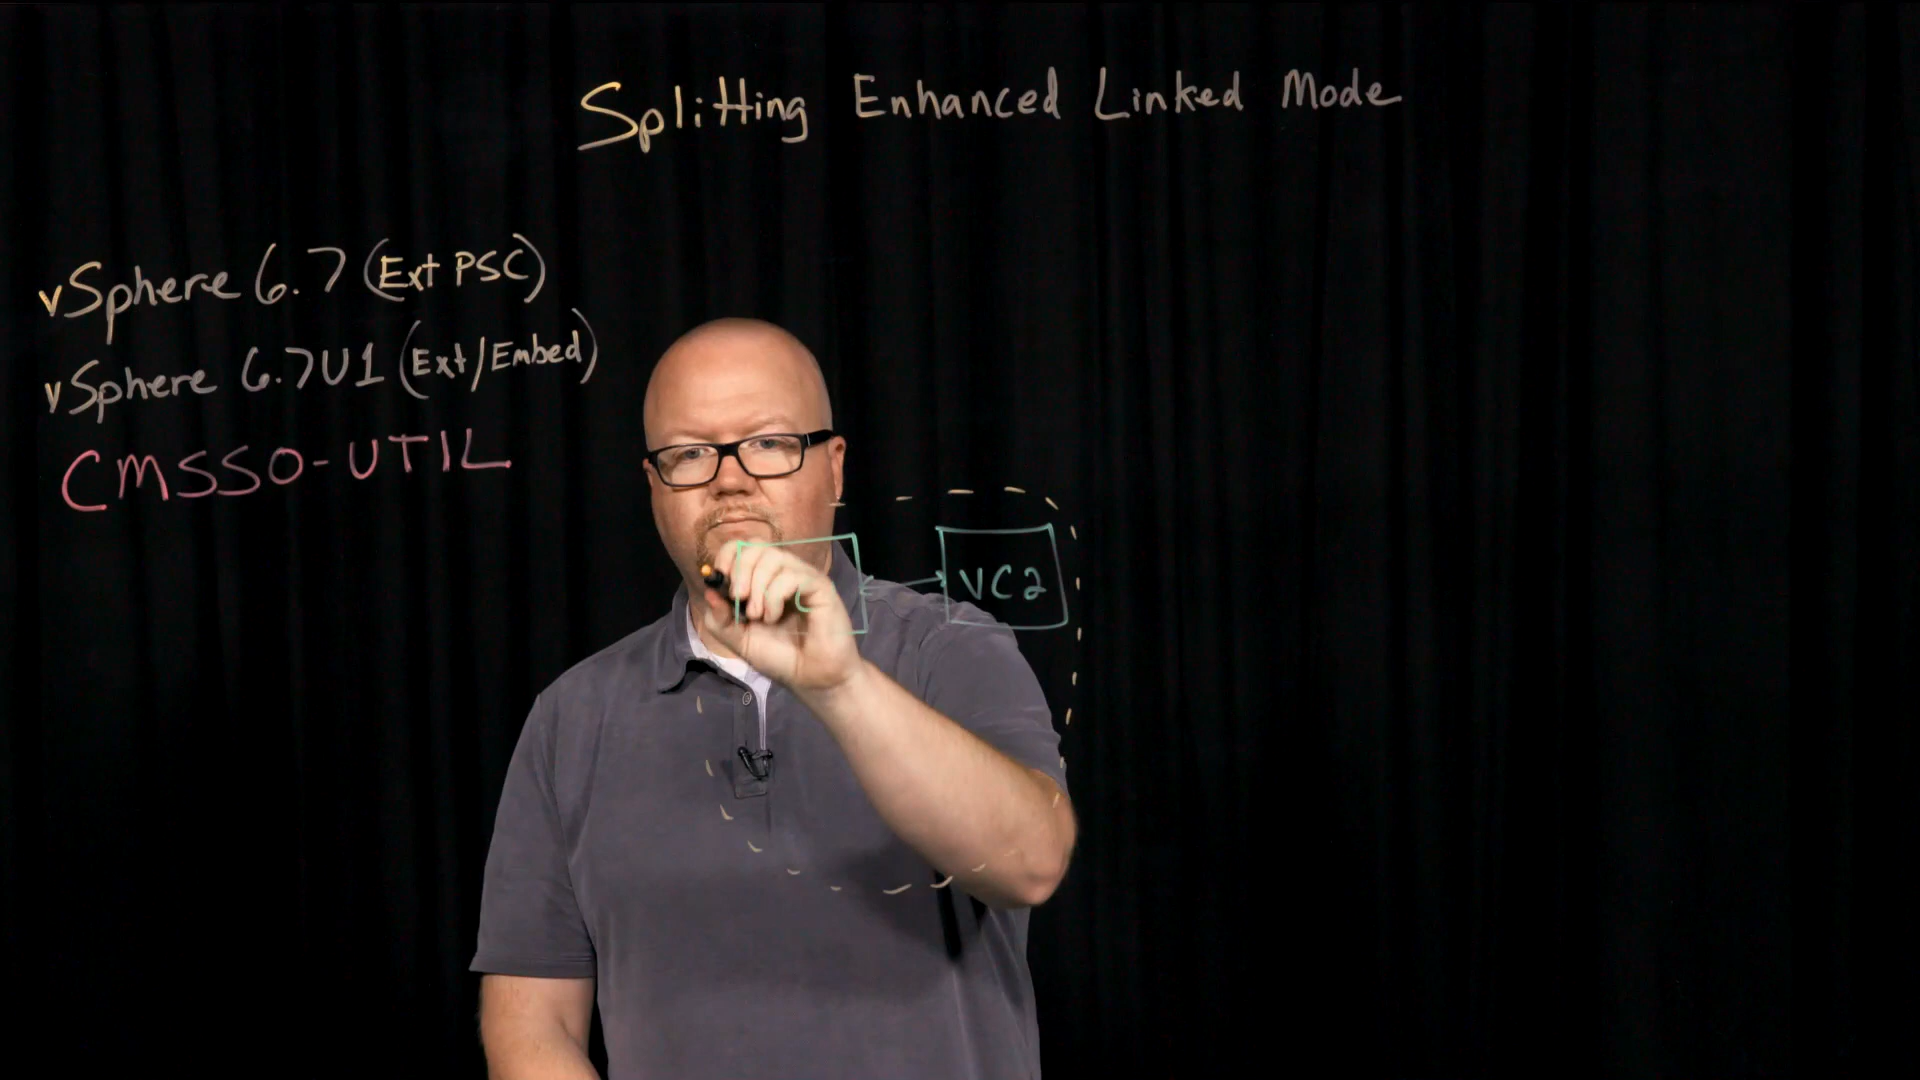 Splitting Enhanced Linked Mode
vSphere 6.7 (Ext PSC)
vSphere 6.7U1 (Ext/Embed)
CMSSO-UTIL
VC2